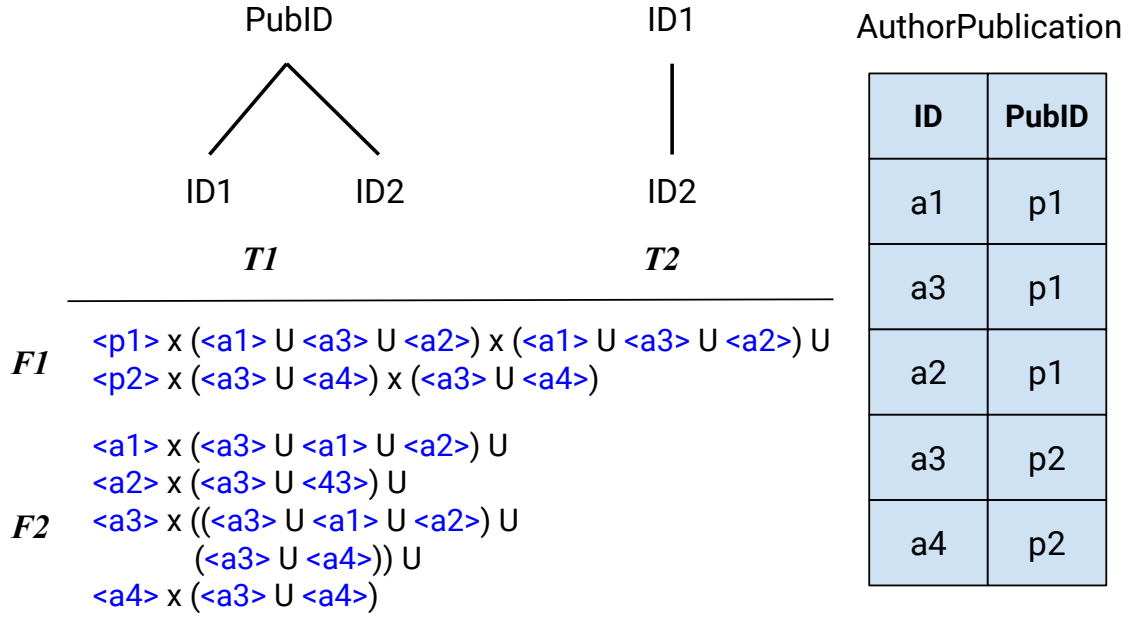 PubID
ID1 ID2
T1
ID1
ID2
T2
F1
<p1> x (<a1> U <a3> U <a2>) x (<a1> U <a3> U <a2>) U
<p2> x (<a3> U <a4>) x (<a3> U <a4>)
F2
<a1> x (<a3> U <a1> U <a2>) U
<a2> x (<a3> U <43>) U
<a3> x ((<a3> U <a1> U <a2>) U
(<a3> U <a4>)) U
<a4> x (<a3> U <a4>)
AuthorPublication
ID PubID
a1 p1
a3 p1
a2 p1
a3 p2
a4 p2